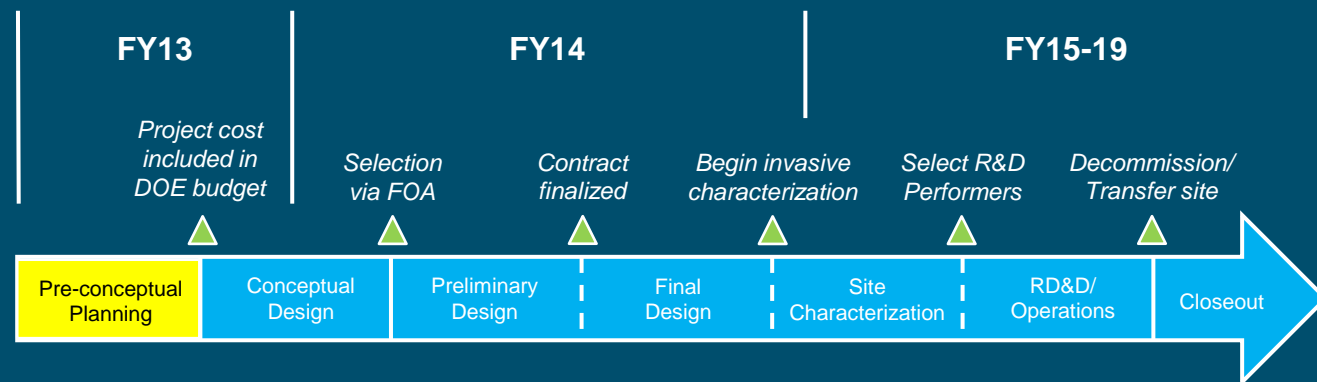 FY13
FY14
FY15-19
Project cost
included in
DOE budget
Selection
via FOA
Contract
finalized
Begin invasive
characterization
Select R&D
Performers
Decommission/
Transfer site
Pre-conceptual
Planning
Conceptual
Design
Preliminary
Design
Final
Design
Site
Characterization
RD&D/
Operations
Closeout